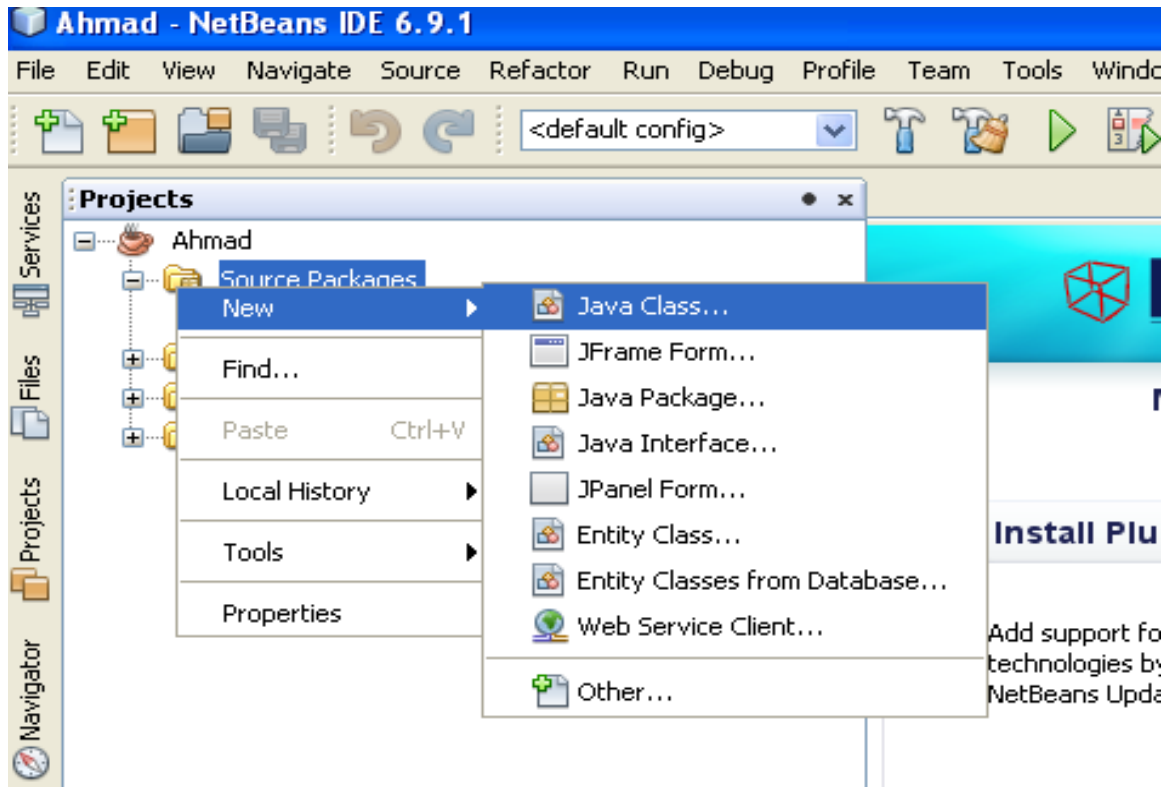 Ahmad - NetBeans IDE 6.9.1
File Edit View Navigate Source Refactor Run Debug Profile Team Tools
<default config>
Projects
Services
Files
Projects
Navigator
Ahmad
Source Packages
New
Find...
Paste Ctrl+V
Local History
Tools
Properties
Java Class...
JFrame Form...
Java Package...
Java Interface...
JPanel Form...
Entity Class...
Entity Classes from Database...
Web Service Client...
Other...
Install Plu
Add support fo
technologies by
NetBeans Upda